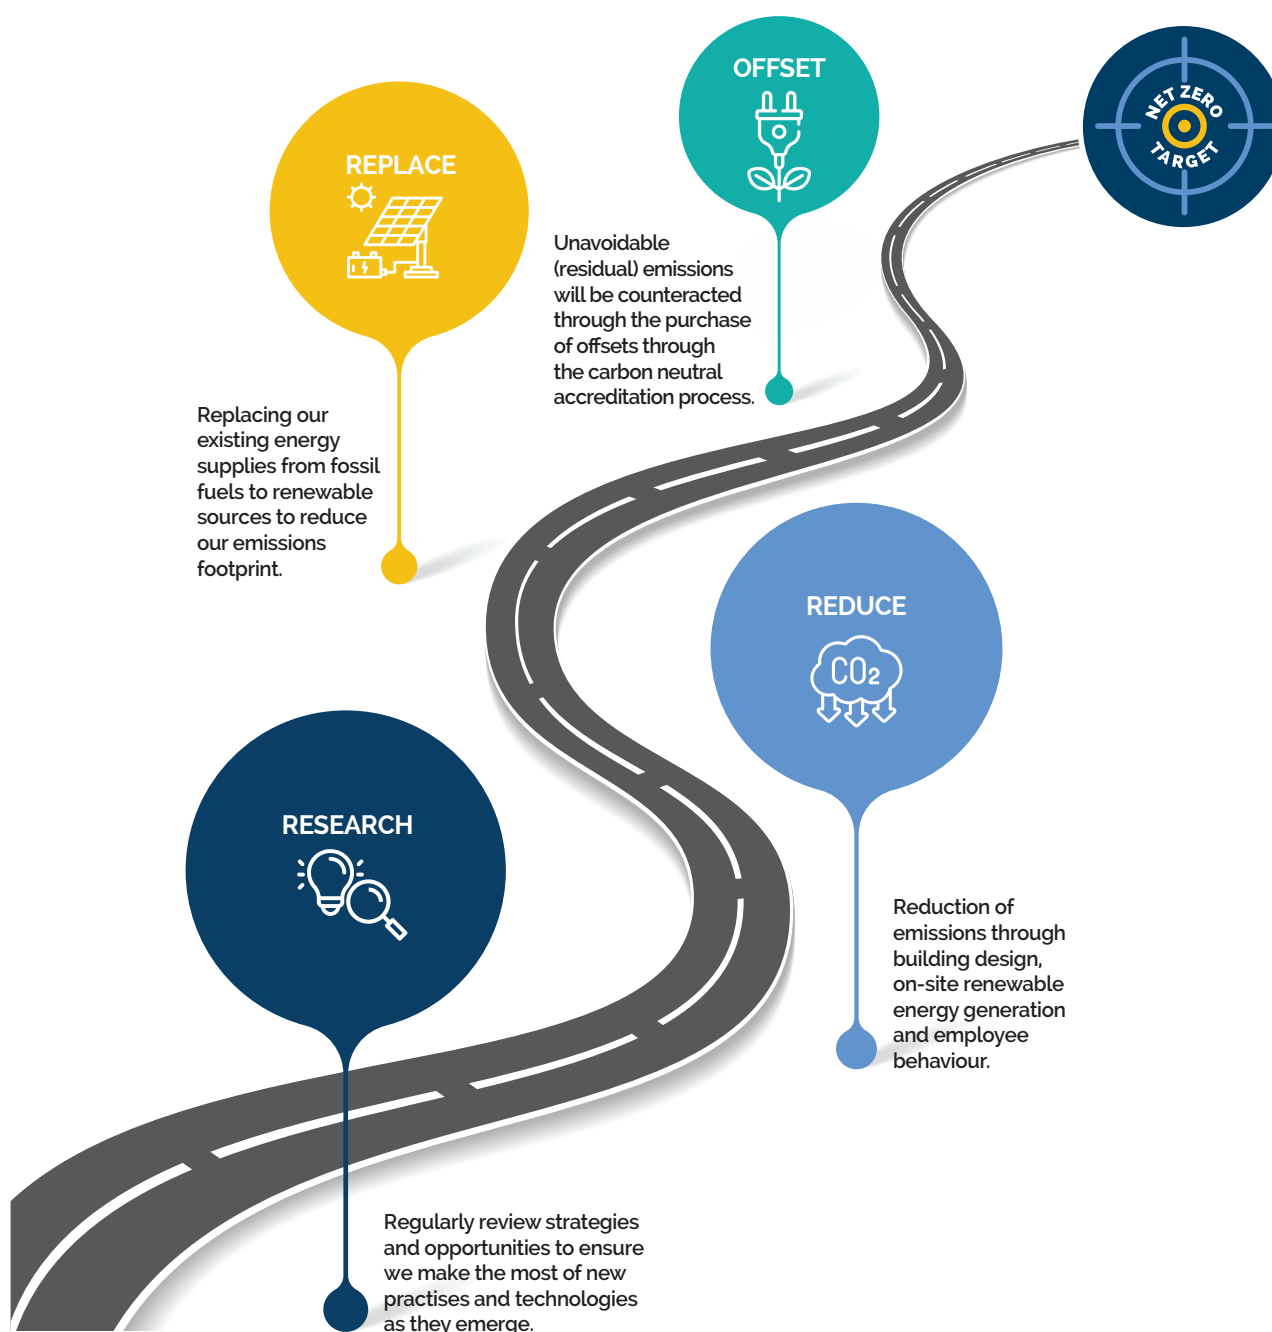 OFFSET
NET ZERO
TARGET
REPLACE
Unavoidable
(residual) emissions
will be counteracted
through the purchase
of offsets through
the carbon neutral
accreditation process.
Replacing our
existing energy
supplies from fossil
fuels to renewable
sources to reduce
our emissions
footprint.
REDUCE
CO2
Reduction of
emissions through
building design,
on-site renewable
energy generation
and employee
behaviour.
RESEARCH
Regularly review strategies
and opportunities to ensure
we make the most of new
practises and technologies
as they emerge.